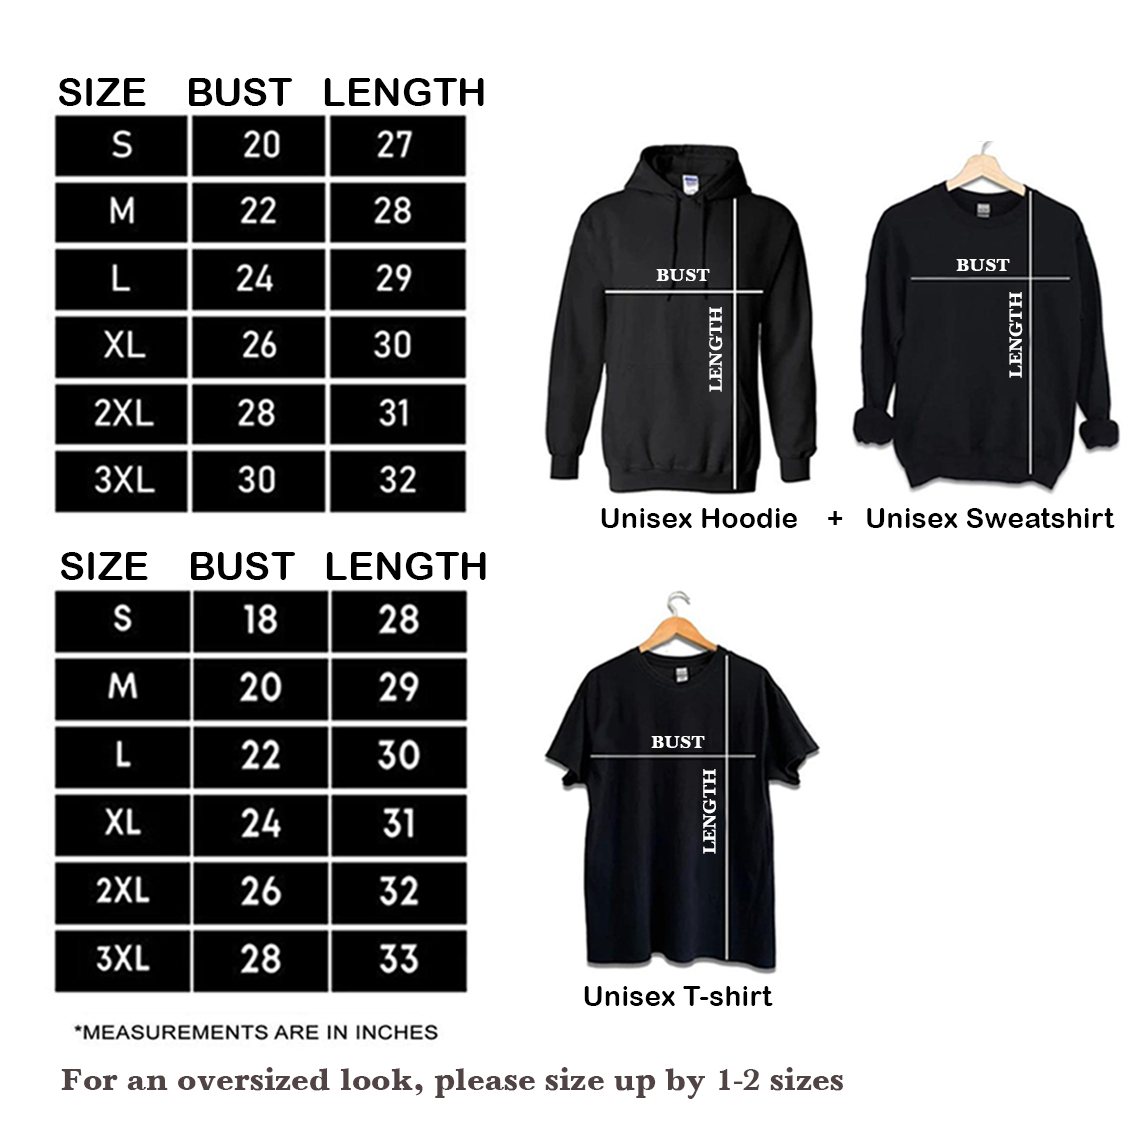 SIZE BUST LENGTH
S 20 27
M 22 28
L 24 29
XL 26 30
2XL 28 31
3XL 30 32
BUST
LENGTH
BUST
LENGTH
Unisex Hoodie + Unisex Sweatshirt
SIZE BUST LENGTH
S 18 28
M 20 29
L 22 30
XL 24 31
2XL 26 32
3XL 28 33
BUST
LENGTH
Unisex T-shirt
*MEASUREMENTS ARE IN INCHES
For an oversized look, please size up by 1-2 sizes